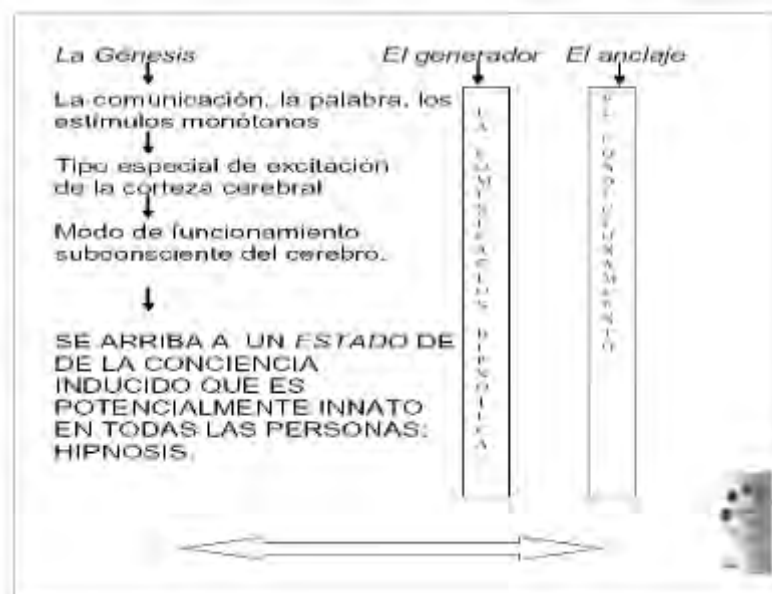 La Génesis
La comunicación, la palabra, los
estímulos monótonos
Tipo especial de excitación
de la corteza cerebral
Modo de funcionamiento
subconsciente del cerebro.
SE ARRIBA A UN ESTADO DE
DE LA CONCIENCIA
INDUCIDO QUE ES
POTENCIALMENTE INNATO
EN TODAS LAS PERSONAS:
HIPNOSIS.
El generador
El anclaje